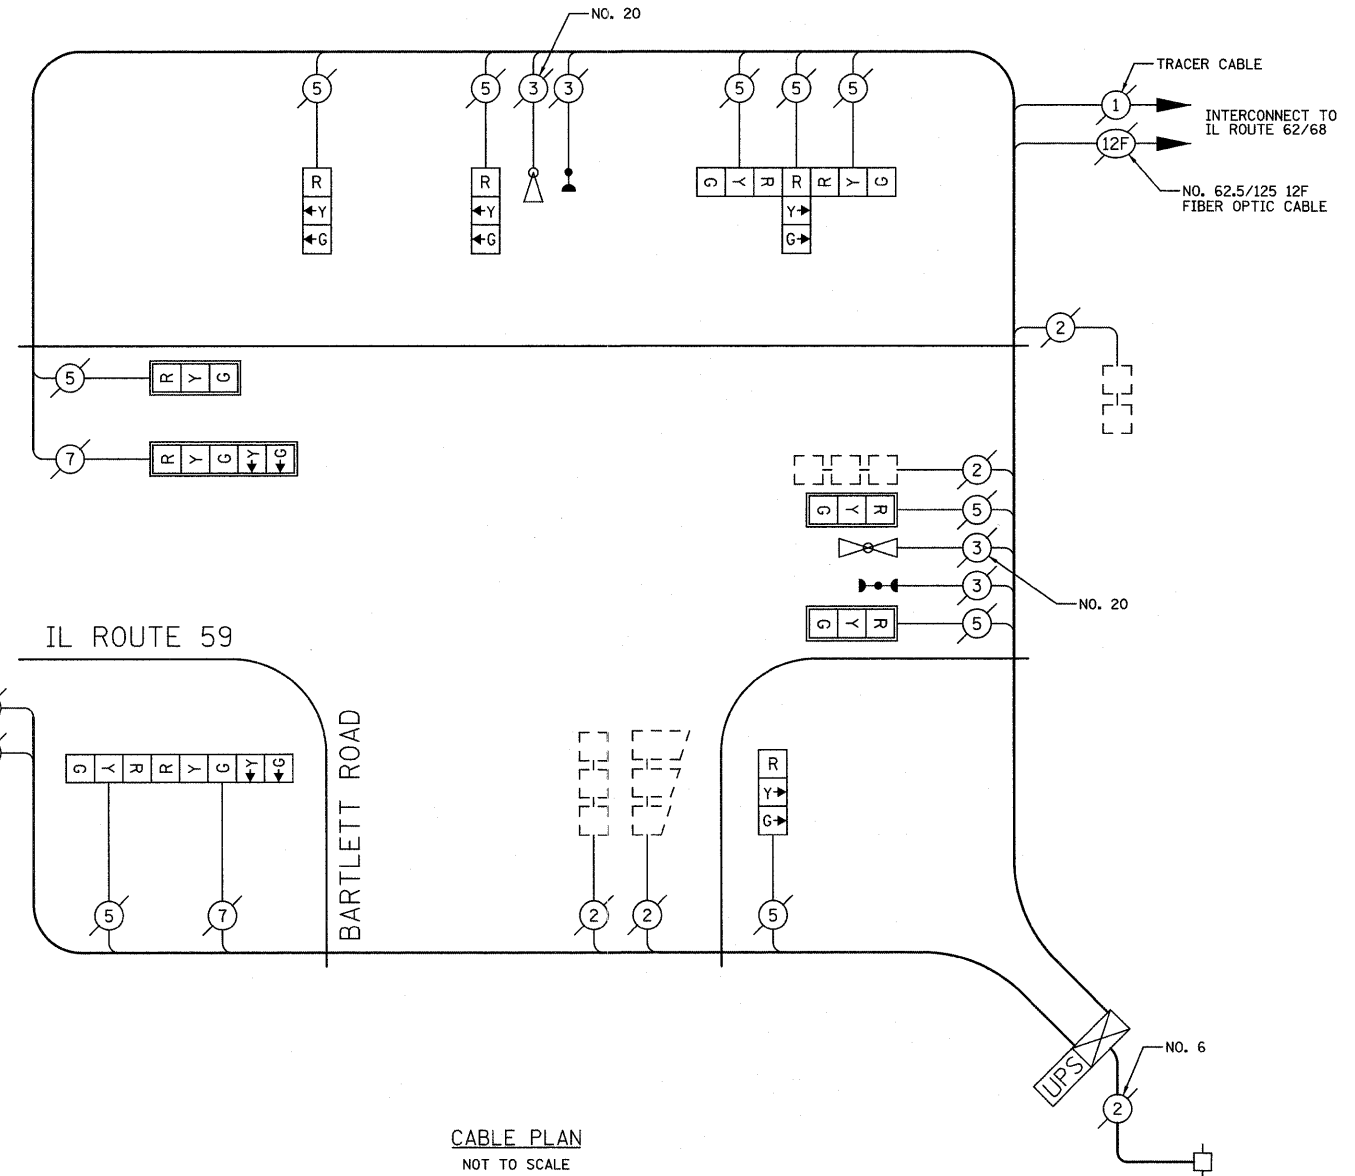 NO. 20
5 5 3 3 5 5 5
TRACER CABLE
1
INTERCONNECT TO
IL ROUTE 62/68
12F
NO. 62.5/125 12F
FIBER OPTIC CABLE
R R G Y R R R Y G
Y Y Y
G G G
2
5 R Y G
7 R Y G Y G
2
G Y R 5
3
3
NO. 20
G Y R 5
IL ROUTE 59
BARTLETT ROAD
G Y R R Y G Y G
R
Y
G
5 7 2 2 5
UPS
NO. 6
2
CABLE PLAN
NOT TO SCALE